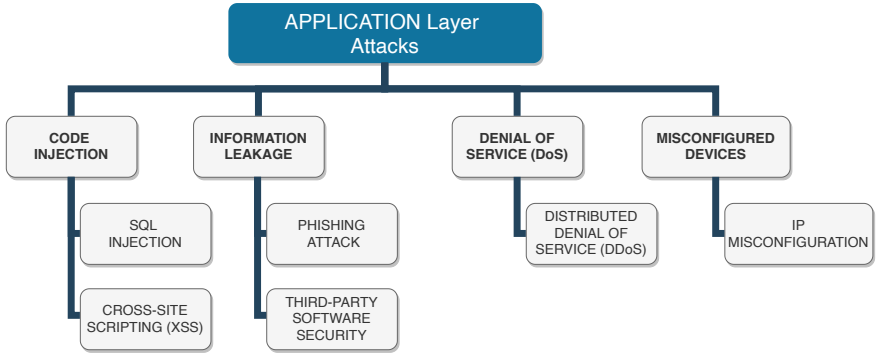 APPLICATION Layer
Attacks
CODE
INJECTION
INFORMATION
LEAKAGE
DENIAL OF
SERVICE (DoS)
MISCONFIGURED
DEVICES
SQL
INJECTION
PHISHING
ATTACK
DISTRIBUTED
DENIAL OF
SERVICE (DDoS)
IP
MISCONFIGURATION
CROSS-SITE
SCRIPTING (XSS)
THIRD-PARTY
SOFTWARE
SECURITY